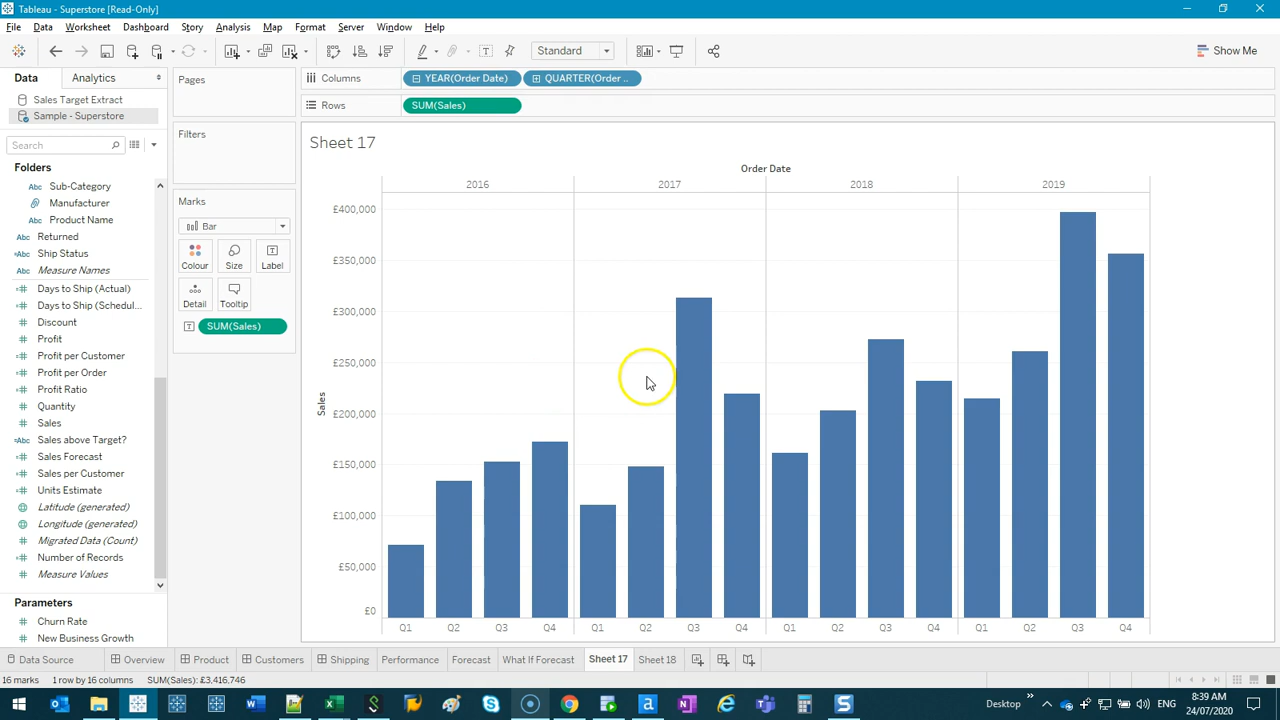 Tableau - Superstore [Read-Only]
File Data Worksheet Dashboard Story Analysis Map Format Server Window Help
Standard
Show Me
Data Analytics
Sales Target Extract
Sample - Superstore
Search
Folders
Abc Sub-Category
Manufacturer
Abc Product Name
Abc Returned
Abc Ship Status
Abc Measure Names
Days to Ship (Actual)
Days to Ship (Schedul...
Discount
Profit
Profit per Customer
Profit per Order
Profit Ratio
Quantity
Sales
Abc Sales above Target?
Sales Forecast
Sales per Customer
Units Estimate
Latitude (generated)
Longitude (generated)
Migrated Data (Count)
Number of Records
Measure Values
Parameters
Churn Rate
New Business Growth
Pages
Filters
Marks
Bar
Colour Size Label
Detail Tooltip
SUM(Sales)
Columns YEAR(Order Date) QUARTER(Order ..
Rows SUM(Sales)
Sheet 17
Order Date
2016 2017 2018 2019
Sales
£400,000
£350,000
£300,000
£250,000
£200,000
£150,000
£100,000
£50,000
£0
Q1 Q2 Q3 Q4 Q1 Q2 Q3 Q4 Q1 Q2 Q3 Q4 Q1 Q2 Q3 Q4
Data Source Overview Product Customers Shipping Performance Forecast What If Forecast Sheet 17 Sheet 18
16 marks 1 row by 16 columns SUM(Sales): £3,416,746
Desktop ENG
8:39 AM
24/07/2020